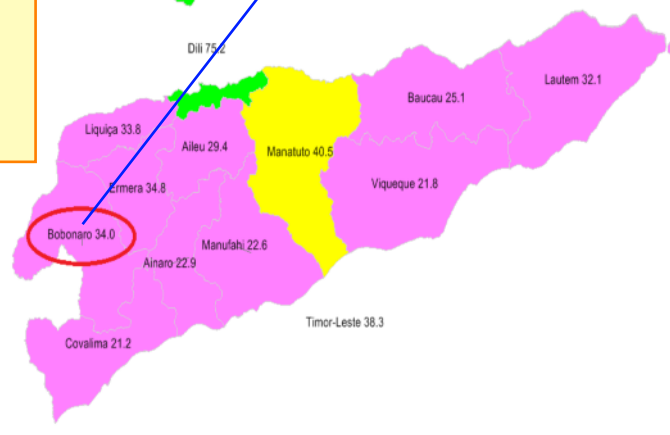 Dili 75.2
Lautem 32.1
Baucau 25.1
Liquiça 33.8
Aileu 29.4
Manatuto 40.5
Ermera 34.8
Viqueque 21.8
Bobonaro 34.0
Manufahi 22.6
Ainaro 22.9
Timor-Leste 38.3
Covalima 21.2